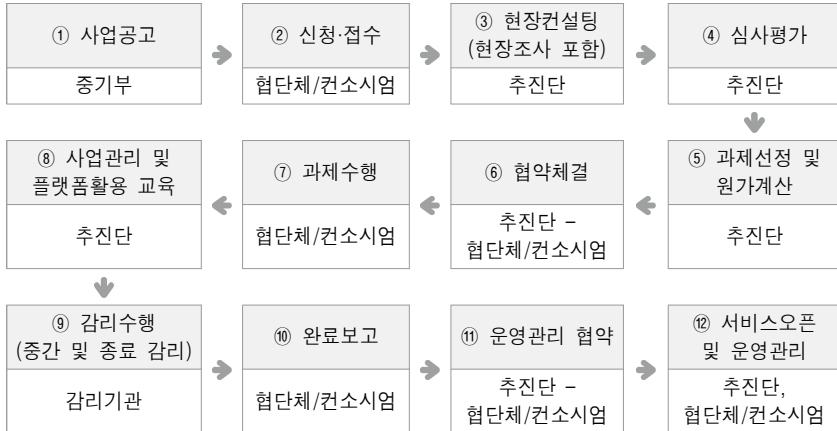 ① 사업공고
중기부
② 신청·접수
협단체/컨소시엄
③ 현장컨설팅
(현장조사 포함)
추진단
④ 심사평가
추진단
⑤ 과제선정 및
원가계산
추진단
⑥ 협약체결
추진단 –
협단체/컨소시엄
⑦ 과제수행
협단체/컨소시엄
⑧ 사업관리 및
플랫폼활용 교육
추진단
⑨ 감리수행
(중간 및 종료 감리)
감리기관
⑩ 완료보고
협단체/컨소시엄
⑪ 운영관리 협약
추진단 –
협단체/컨소시엄
⑫ 서비스오픈
및 운영관리
추진단,
협단체/컨소시엄